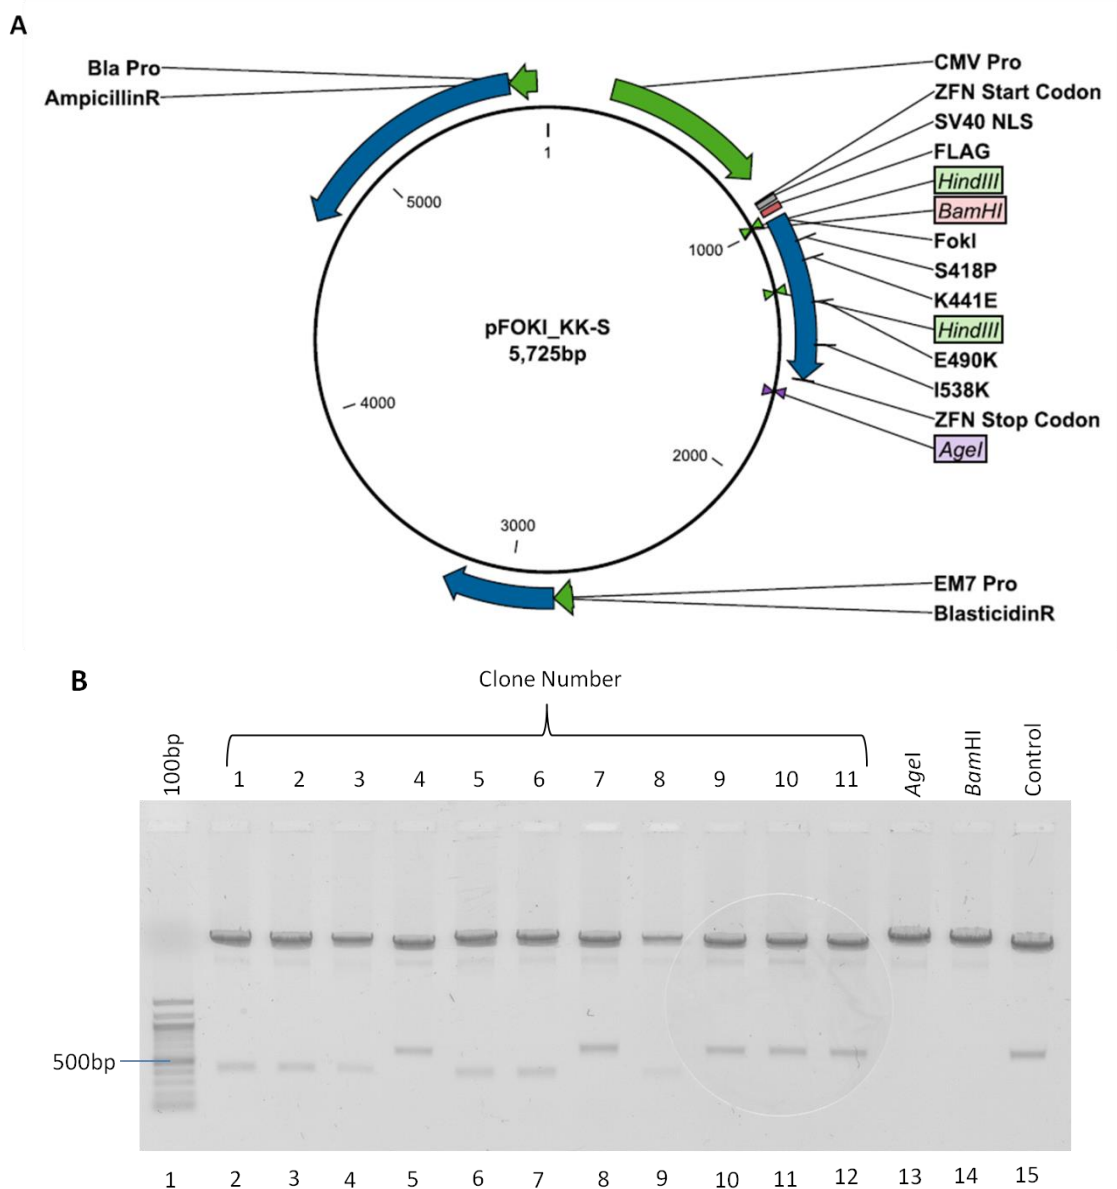 A
Bla Pro
AmpicillinR
CMV Pro
ZFN Start Codon
SV40 NLS
FLAG
HindIII
BamHI
FokI
S418P
K441E
HindIII
E490K
I538K
ZFN Stop Codon
AgeI
1
5000
1000
pFOKI_KK-S
5,725bp
4000
2000
3000
EM7 Pro
BlasticidinR
B
Clone Number
100bp 1 2 3 4 5 6 7 8 9 10 11 AgeI BamHI Control
500bp
1 2 3 4 5 6 7 8 9 10 11 12 13 14 15